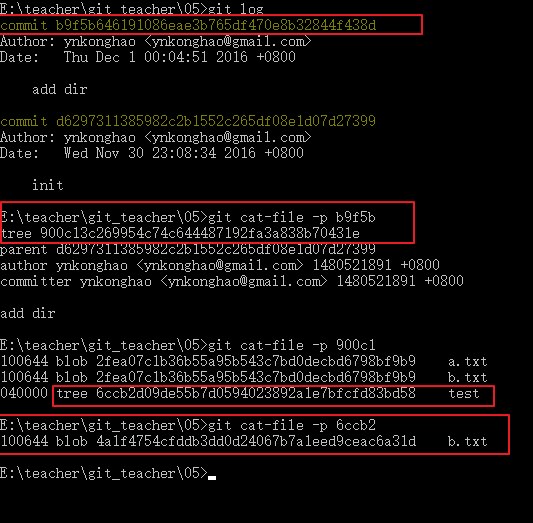 E:\teacher\git_teacher\05>git log
commit b9f5b646191086eae3b765df470e8b32844f438d
Author: ynkonghao <ynkonghao@gmail.com>
Date:   Thu Dec 1 00:04:51 2016 +0800
add dir
commit d6297311385982c2b1552c265df08e1d07d27399
Author: ynkonghao <ynkonghao@gmail.com>
Date:   Wed Nov 30 23:08:34 2016 +0800
init
E:\teacher\git_teacher\05>git cat-file -p b9f5b
tree 900c13c269954c74c644487192fa3a838b70431e
parent d6297311385982c2b1552c265df08e1d07d27399
author ynkonghao <ynkonghao@gmail.com> 1480521891 +0800
committer ynkonghao <ynkonghao@gmail.com> 1480521891 +0800
add dir
E:\teacher\git_teacher\05>git cat-file -p 900c1
100644 blob 2fea07c1b36b55a95b543c7bd0decbd6798bf9b9    a.txt
100644 blob 2fea07c1b36b55a95b543c7bd0decbd6798bf9b9    b.txt
040000 tree 6ccb2d09de55b7d0594023892a1e7bfcfd83bd58    test
E:\teacher\git_teacher\05>git cat-file -p 6ccb2
100644 blob 4a1f4754cfddb3dd0d24067b7a1eed9ceac6a31d    b.txt
E:\teacher\git_teacher\05>